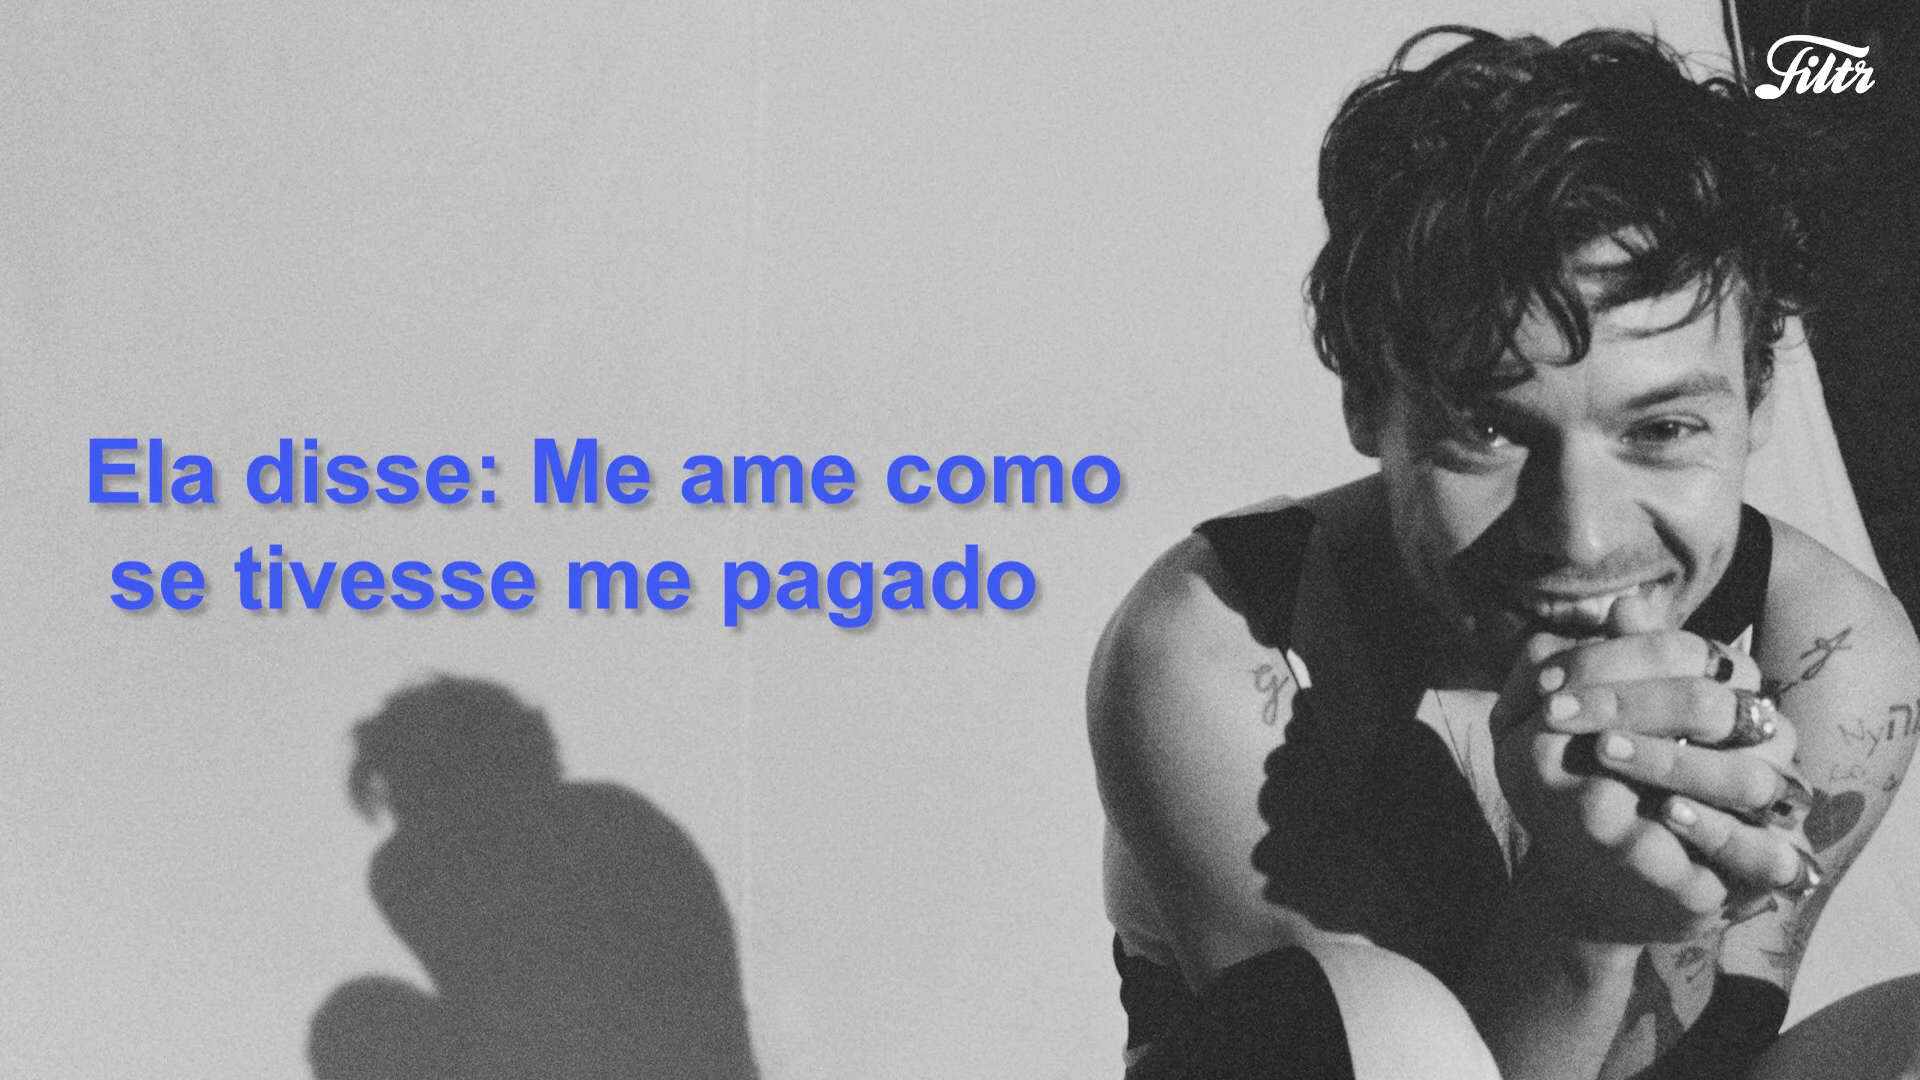 Filtr
Ela disse: Me ame como
se tivesse me pagado
g
A